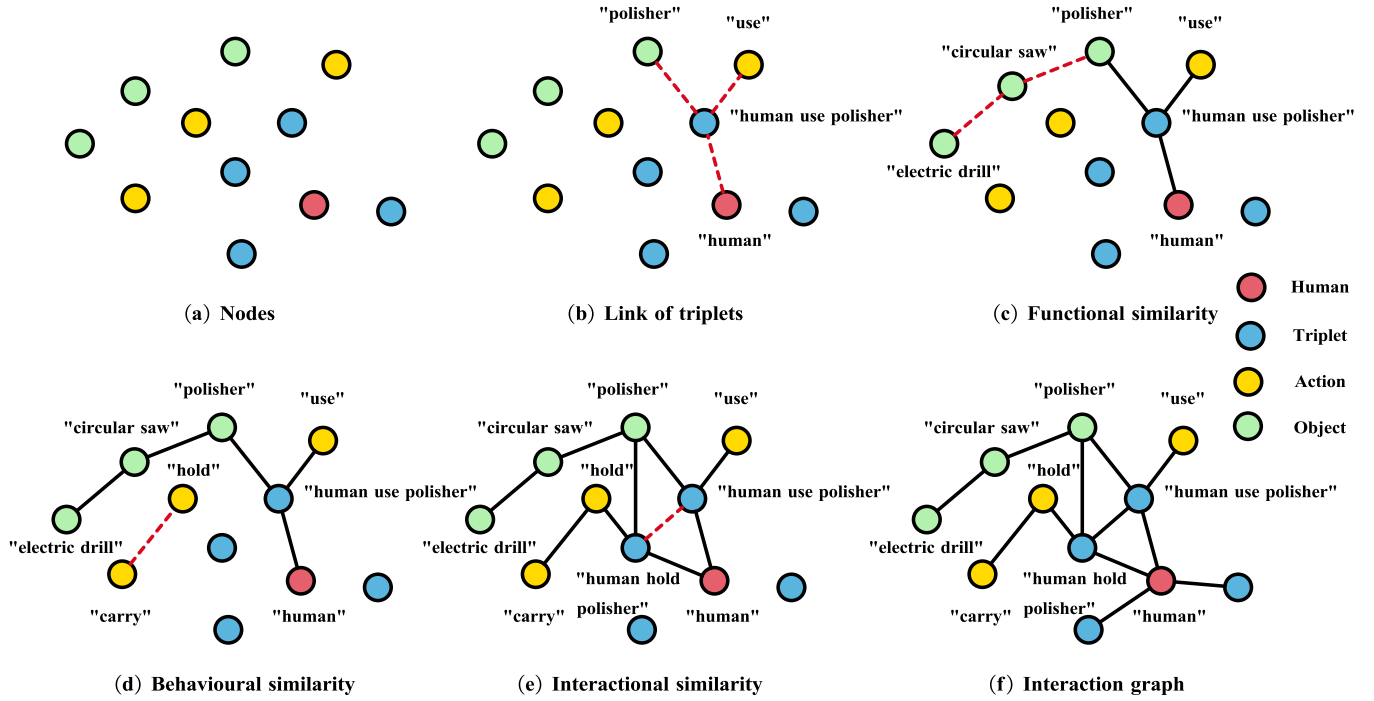 "polisher"
"use"
"human use polisher"
"human"
"polisher"
"use"
"circular saw"
"human use polisher"
"electric drill"
"human"
(a) Nodes
(b) Link of triplets
(c) Functional similarity
Human
Triplet
Action
Object
"polisher"
"use"
"circular saw"
"hold"
"human use polisher"
"electric drill"
"carry"
"human"
"polisher"
"use"
"circular saw"
"hold"
"human use polisher"
"electric drill"
"human hold
polisher"
"carry"
"human"
"polisher"
"use"
"circular saw"
"hold"
"human use polisher"
"electric drill"
"human hold
polisher"
"carry"
"human"
(d) Behavioural similarity
(e) Interactional similarity
(f) Interaction graph